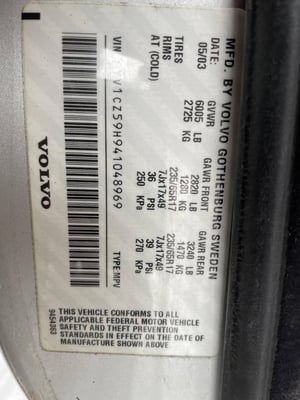 MFD. BY VOLVO GOTHENBURG SWEDEN
DATE: GVWR GAWR FRONT GAWR REAR
05/03 6005 LB 2820 LB 3240 LB
2725 KG 1280 KG 1470 KG
TIRES 235/65R17 235/65R17
RIMS 7Jx17x49 7Jx17x49
AT (COLD) 36 PSI 39 PSI
250 KPa 270 KPa
V1CZ59H941048969 TYPE:MPV
THIS VEHICLE CONFORMS TO ALL
APPLICABLE FEDERAL MOTOR VEHICLE
SAFETY AND THEFT PREVENTION
STANDARDS IN EFFECT ON THE DATE
OF MANUFACTURE SHOWN ABOVE
VOLVO